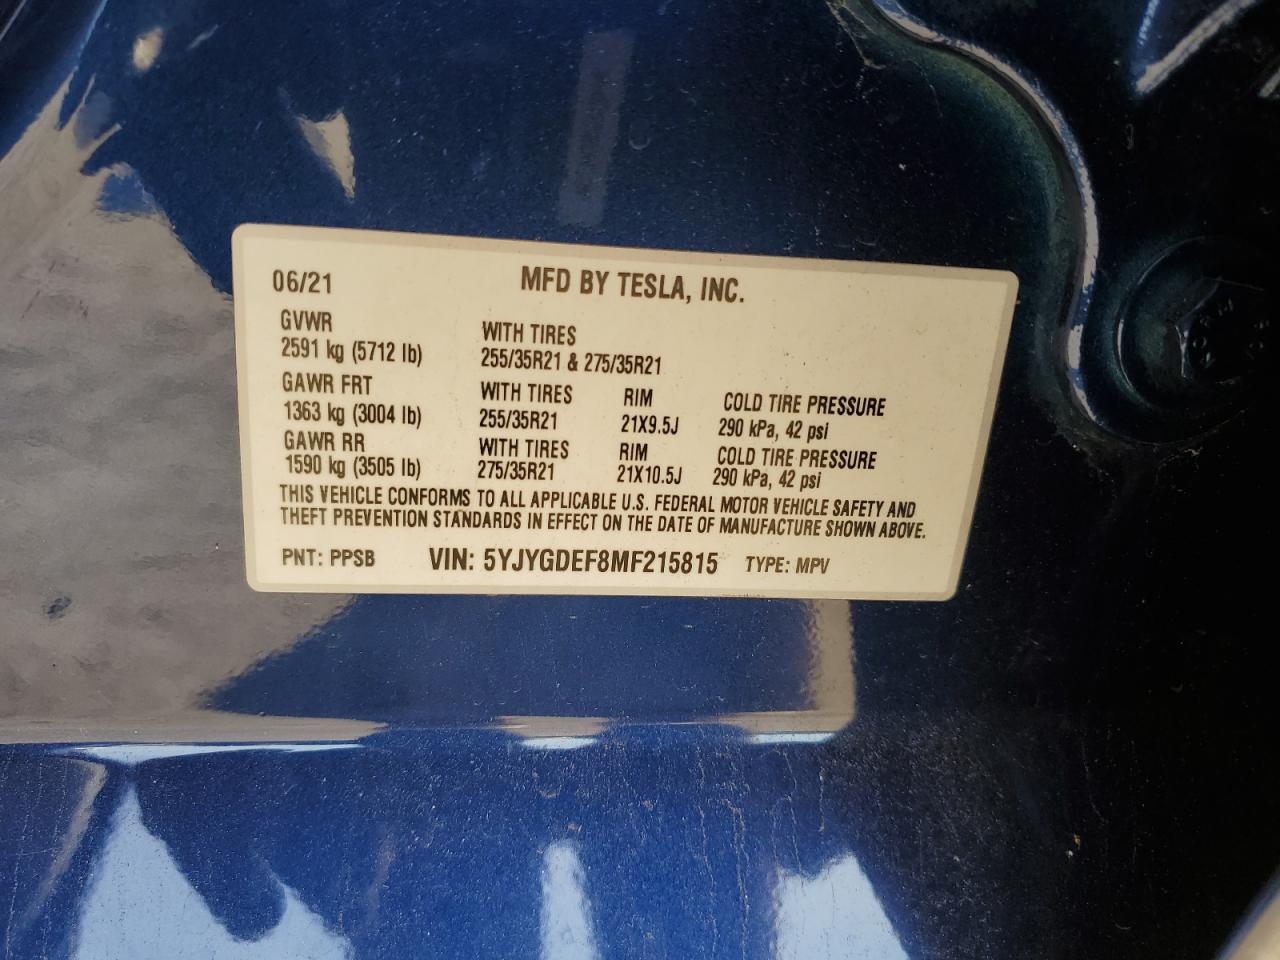 06/21 MFD BY TESLA, INC.
GVWR WITH TIRES
2591 kg (5712 lb) 255/35R21 & 275/35R21
GAWR FRT WITH TIRES RIM COLD TIRE PRESSURE
1363 kg (3004 lb) 255/35R21 21X9.5J 290 kPa, 42 psi
GAWR RR WITH TIRES RIM COLD TIRE PRESSURE
1590 kg (3505 lb) 275/35R21 21X10.5J 290 kPa, 42 psi
THIS VEHICLE CONFORMS TO ALL APPLICABLE U.S. FEDERAL MOTOR VEHICLE SAFETY AND
THEFT PREVENTION STANDARDS IN EFFECT ON THE DATE OF MANUFACTURE SHOWN ABOVE.
PNT: PPSB VIN: 5YJYGDEF8MF215815 TYPE: MPV